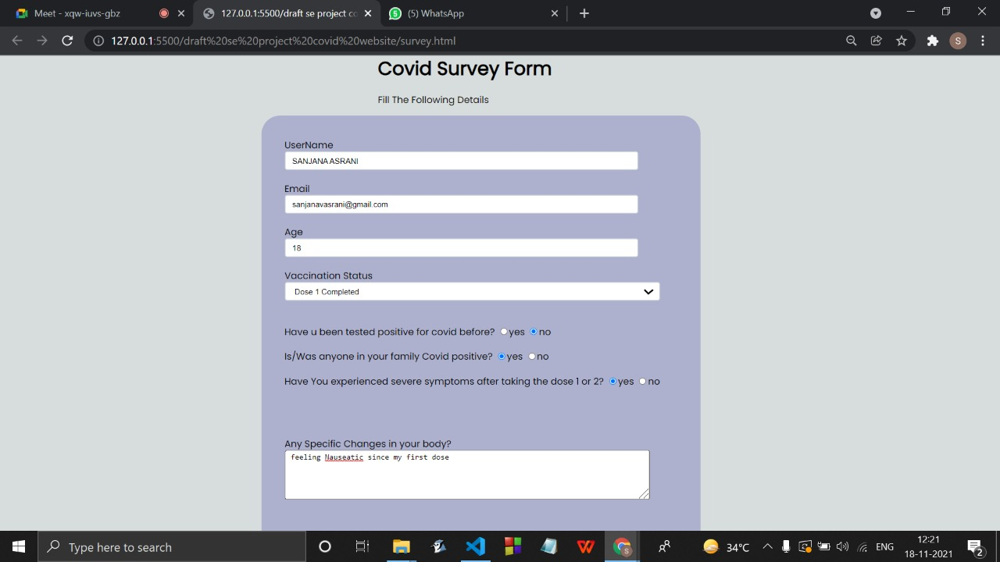 Meet - xqw-iuvs-gbz
127.0.0.1:5500/draft se project co
(5) WhatsApp
127.0.0.1:5500/draft%20se%20project%20covid%20website/survey.html
S
Covid Survey Form
Fill The Following Details
UserName
SANJANA ASRANI
Email
sanjanavasrani@gmail.com
Age
18
Vaccination Status
Dose 1 Completed
Have u been tested positive for covid before? yes no
Is/Was anyone in your family Covid positive? yes no
Have You experienced severe symptoms after taking the dose 1 or 2? yes no
Any Specific Changes in your body?
feeling Nauseatic since my first dose
Type here to search
34°C
ENG
12:21
18-11-2021
2